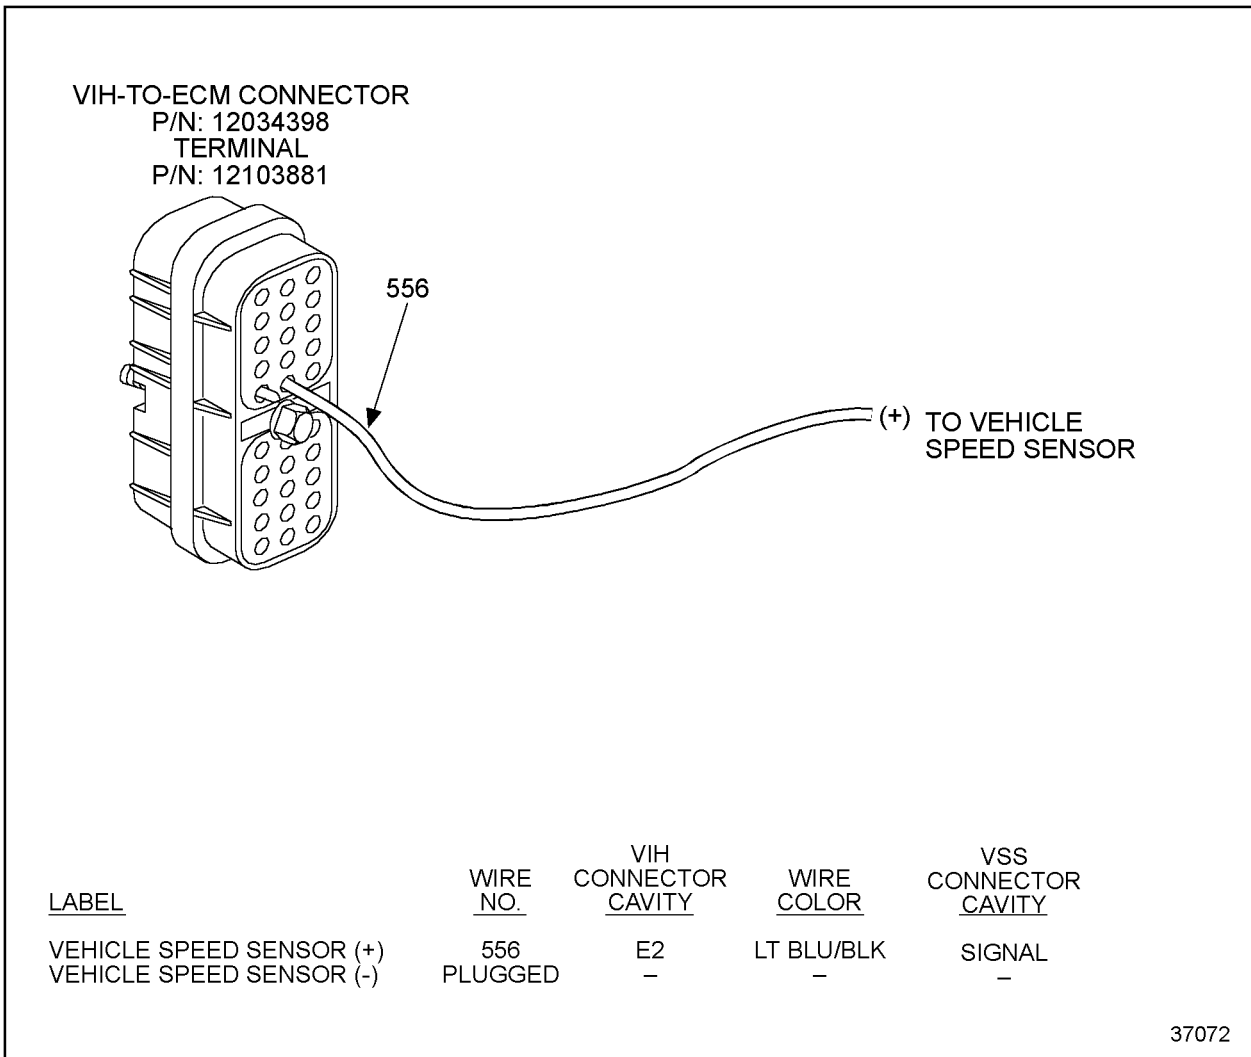 VIH-TO-ECM CONNECTOR
P/N: 12034398
TERMINAL
P/N: 12103881
556
(+) TO VEHICLE
SPEED SENSOR
LABEL
WIRE
NO.
VIH
CONNECTOR
CAVITY
WIRE
COLOR
VSS
CONNECTOR
CAVITY
VEHICLE SPEED SENSOR (+) 556 E2 LT BLU/BLK SIGNAL
VEHICLE SPEED SENSOR (-) PLUGGED – – –
37072